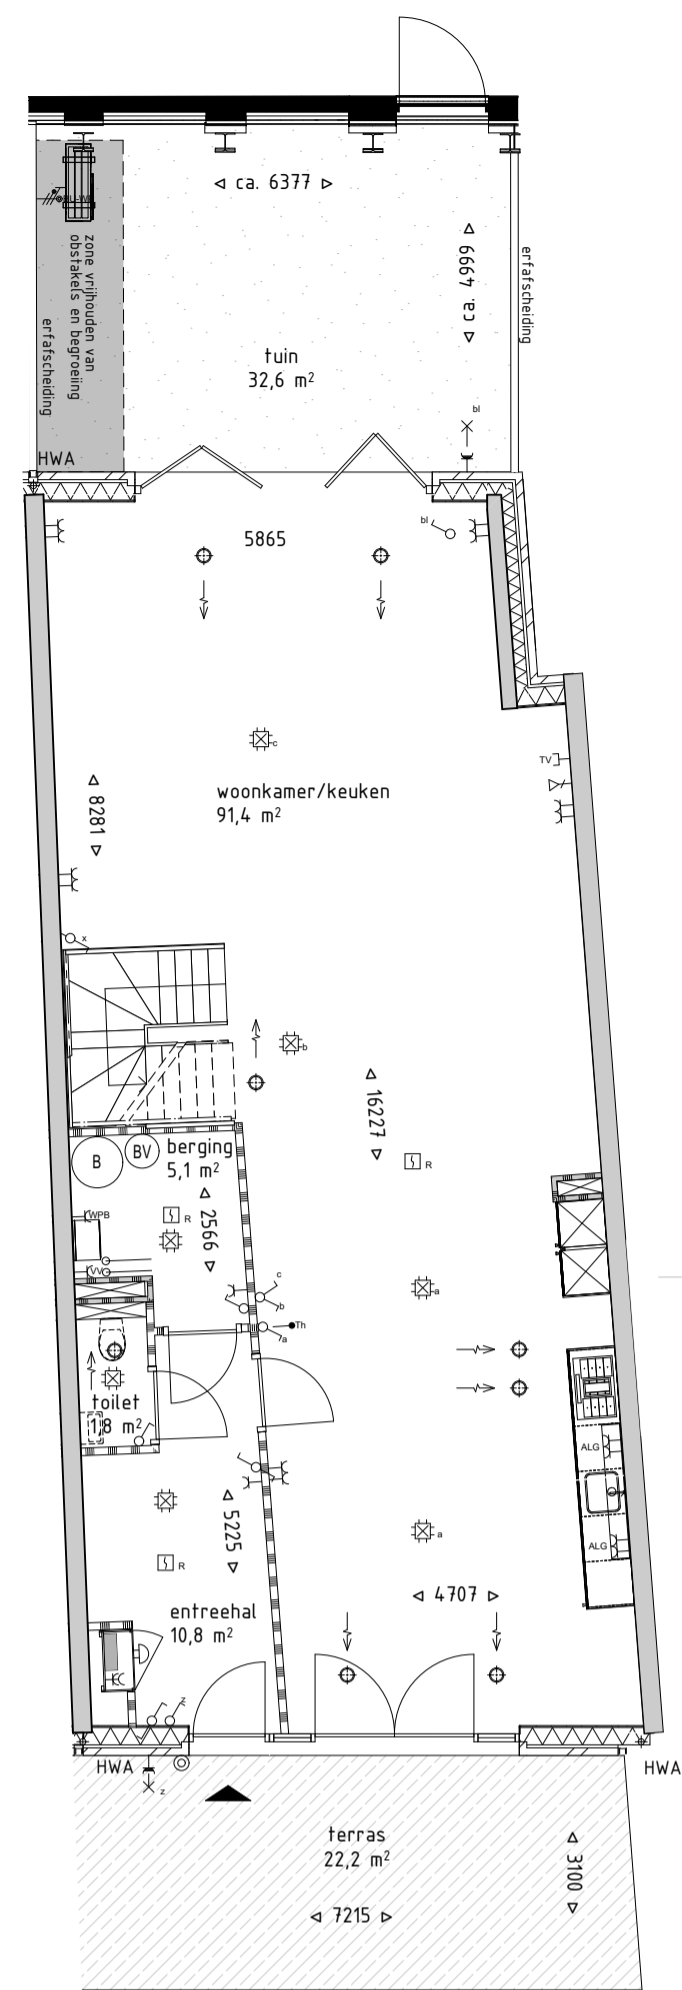 ca. 6377
ca. 4999
erfafscheiding
zone vrijhouden van
obstakels en begroeiing
erfafscheiding
tuin
32,6 m²
bl
HWA
5865
bl
c
woonkamer/keuken
91,4 m²
TV
8281
x
b
16227
B
BV
berging
5,1 m²
R
WPB
R
2566
VV
c
b
a
Th
a
toilet
1,8 m²
ALG
ALG
5225
a
R
4707
entreehal
10,8 m²
z
HWA
z
HWA
terras
22,2 m²
3100
7215